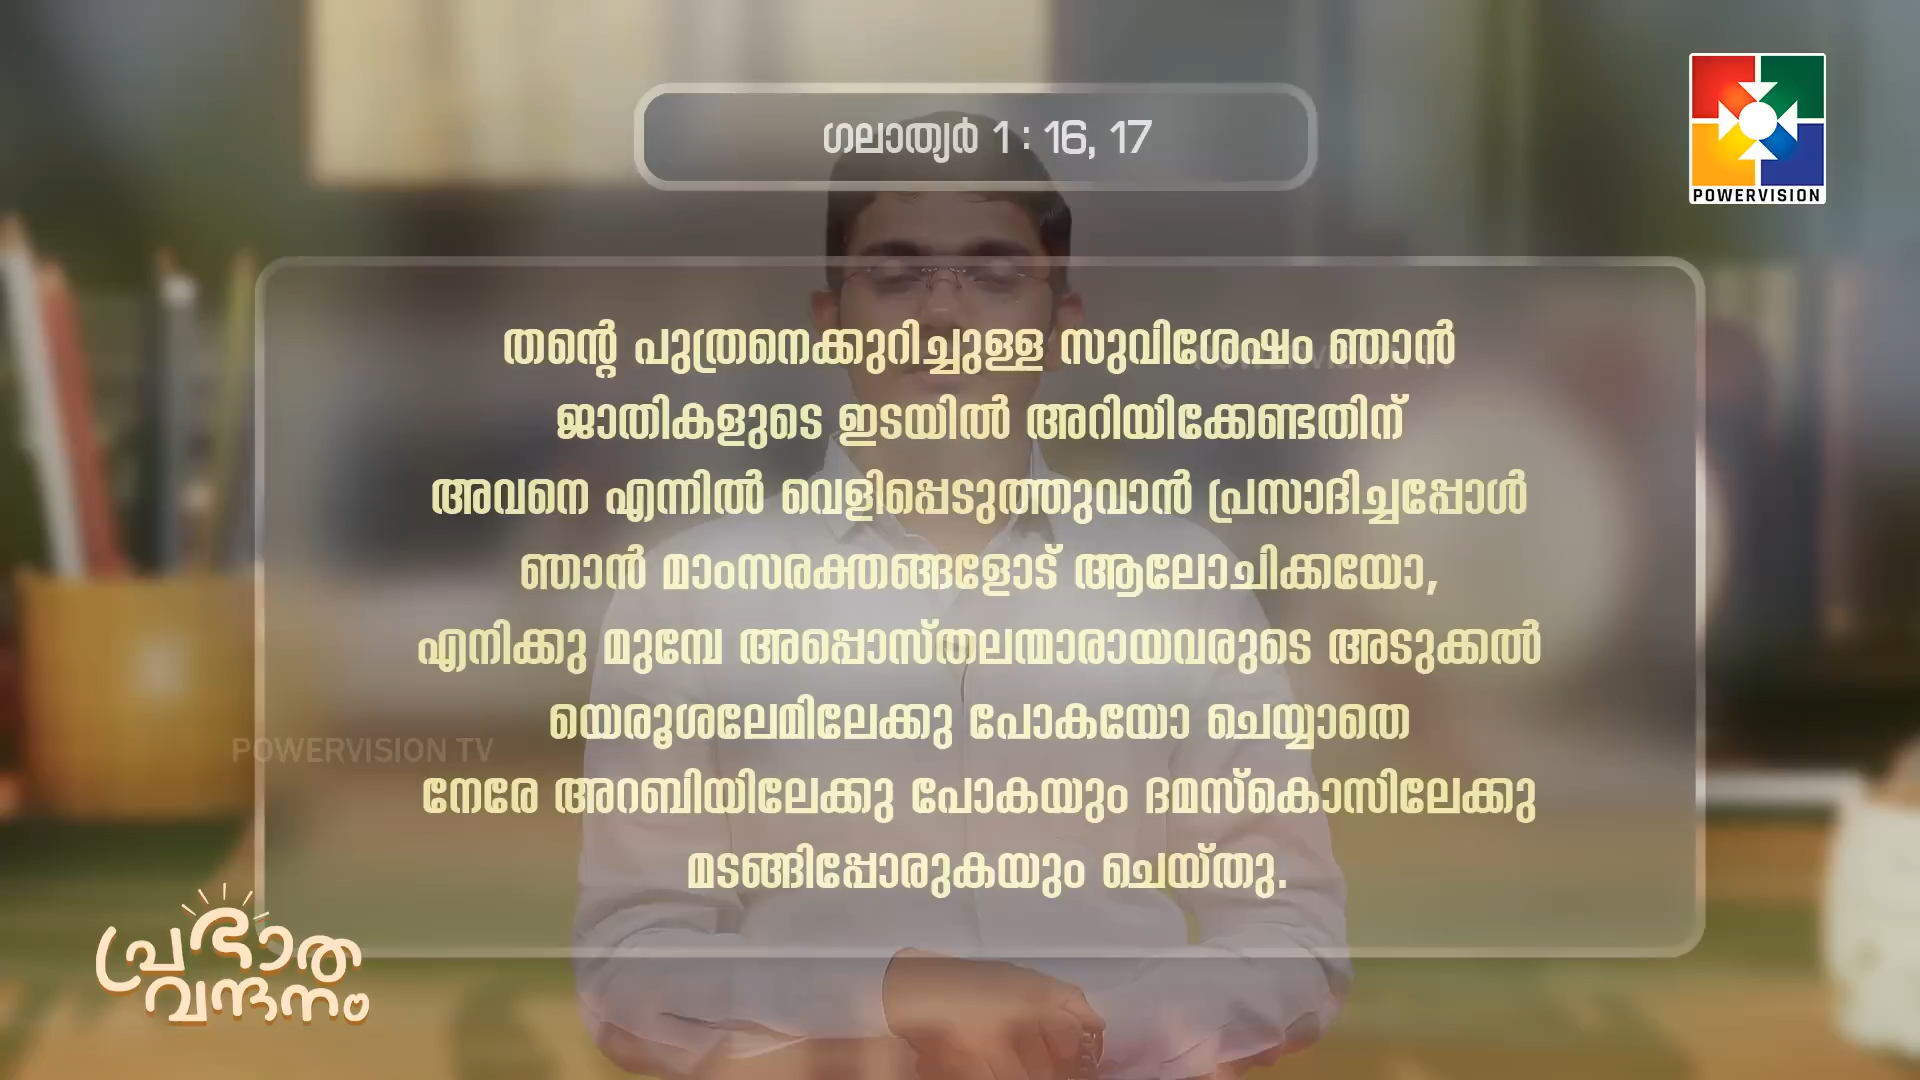 ഗലാത്യർ 1 : 16, 17
POWERVISION
തന്റെ പുത്രനെക്കുറിച്ചുള്ള സുവിശേഷം ഞാൻ
POWERVISION TV
ജാതികളുടെ ഇടയിൽ അറിയിക്കേണ്ടതിന്
അവനെ എന്നിൽ വെളിപ്പെടുത്തുവാൻ പ്രസാദിച്ചപ്പോൾ
ഞാൻ മാംസരക്തങ്ങളോട് ആലോചിക്കയോ,
എനിക്കു മുമ്പേ അപ്പൊസ്തലന്മാരായവരുടെ അടുക്കൽ
യെരൂശലേമിലേക്കു പോകയോ ചെയ്യാതെ
POWERVISION TV
നേരേ അറബിയിലേക്കു പോകയും ദമസ്കൊസിലേക്കു
മടങ്ങിപ്പോരുകയും ചെയ്തു.
പ്രഭാത
വന്ദനം